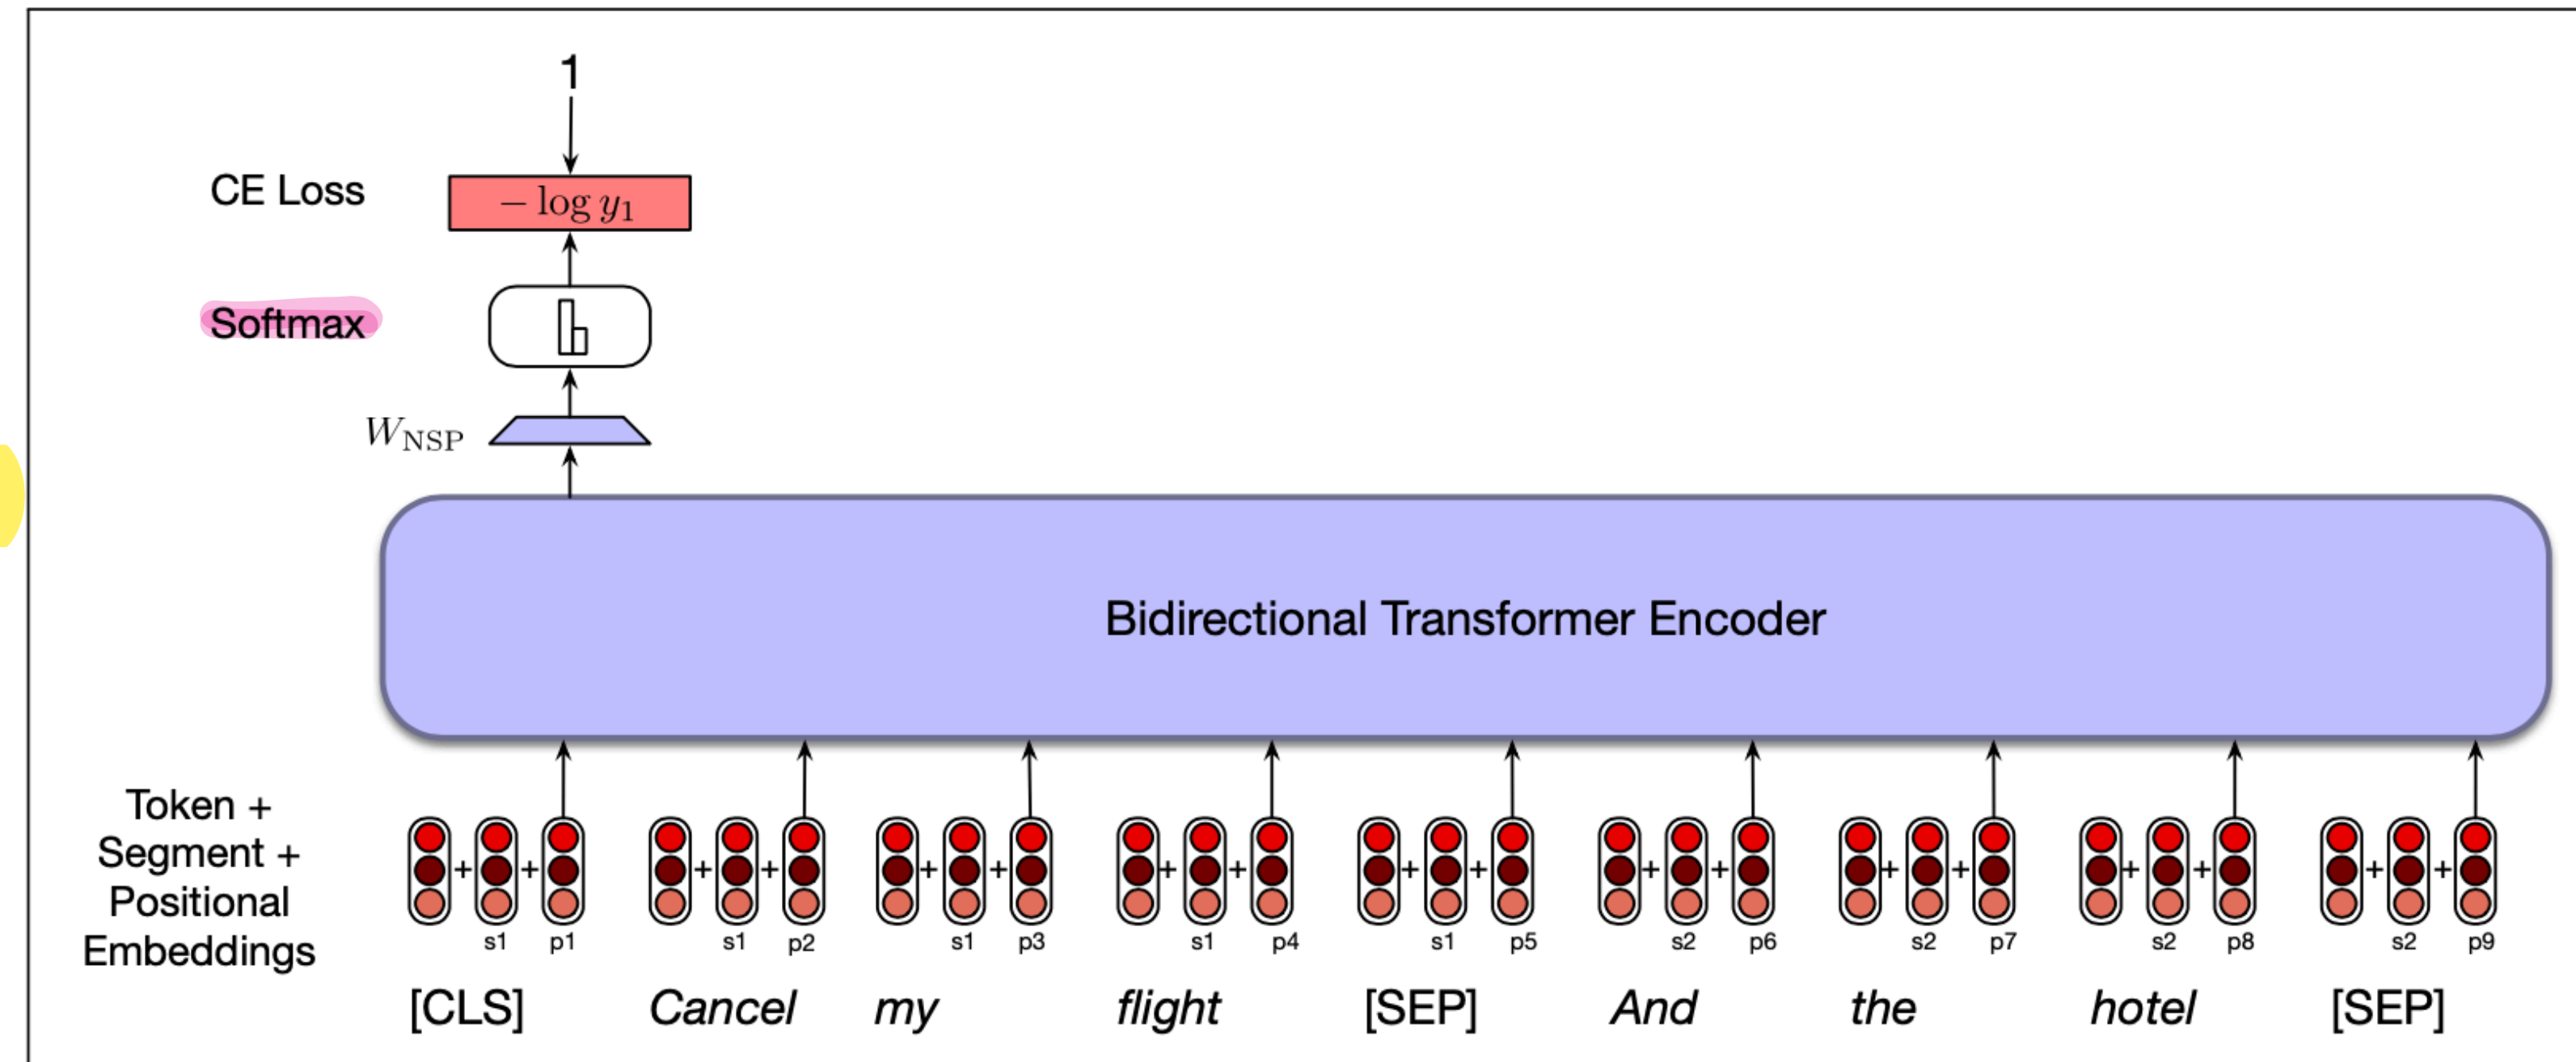 1
CE Loss
− log y₁
Softmax
W_NSP
Bidirectional Transformer Encoder
Token +
Segment +
Positional
Embeddings
+ + + + + + + + + + + + + + + + + +
s1 p1 s1 p2 s1 p3 s1 p4 s1 p5 s2 p6 s2 p7 s2 p8 s2 p9
[CLS] Cancel my flight [SEP] And the hotel [SEP]